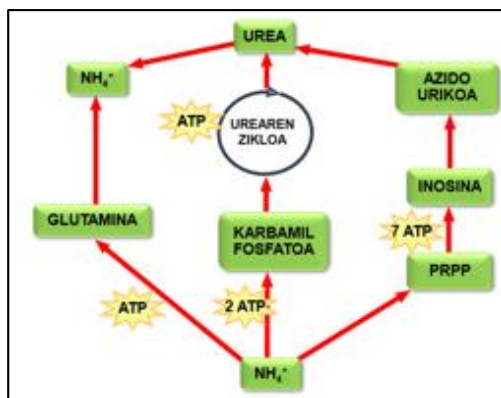 UREA
NH₄⁺
AZIDO
URIKOA
ATP
UREAREN
ZIKLOA
INOSINA
GLUTAMINA
KARBAMIL
FOSFATOA
7 ATP
PRPP
ATP
2 ATP
NH₄⁺